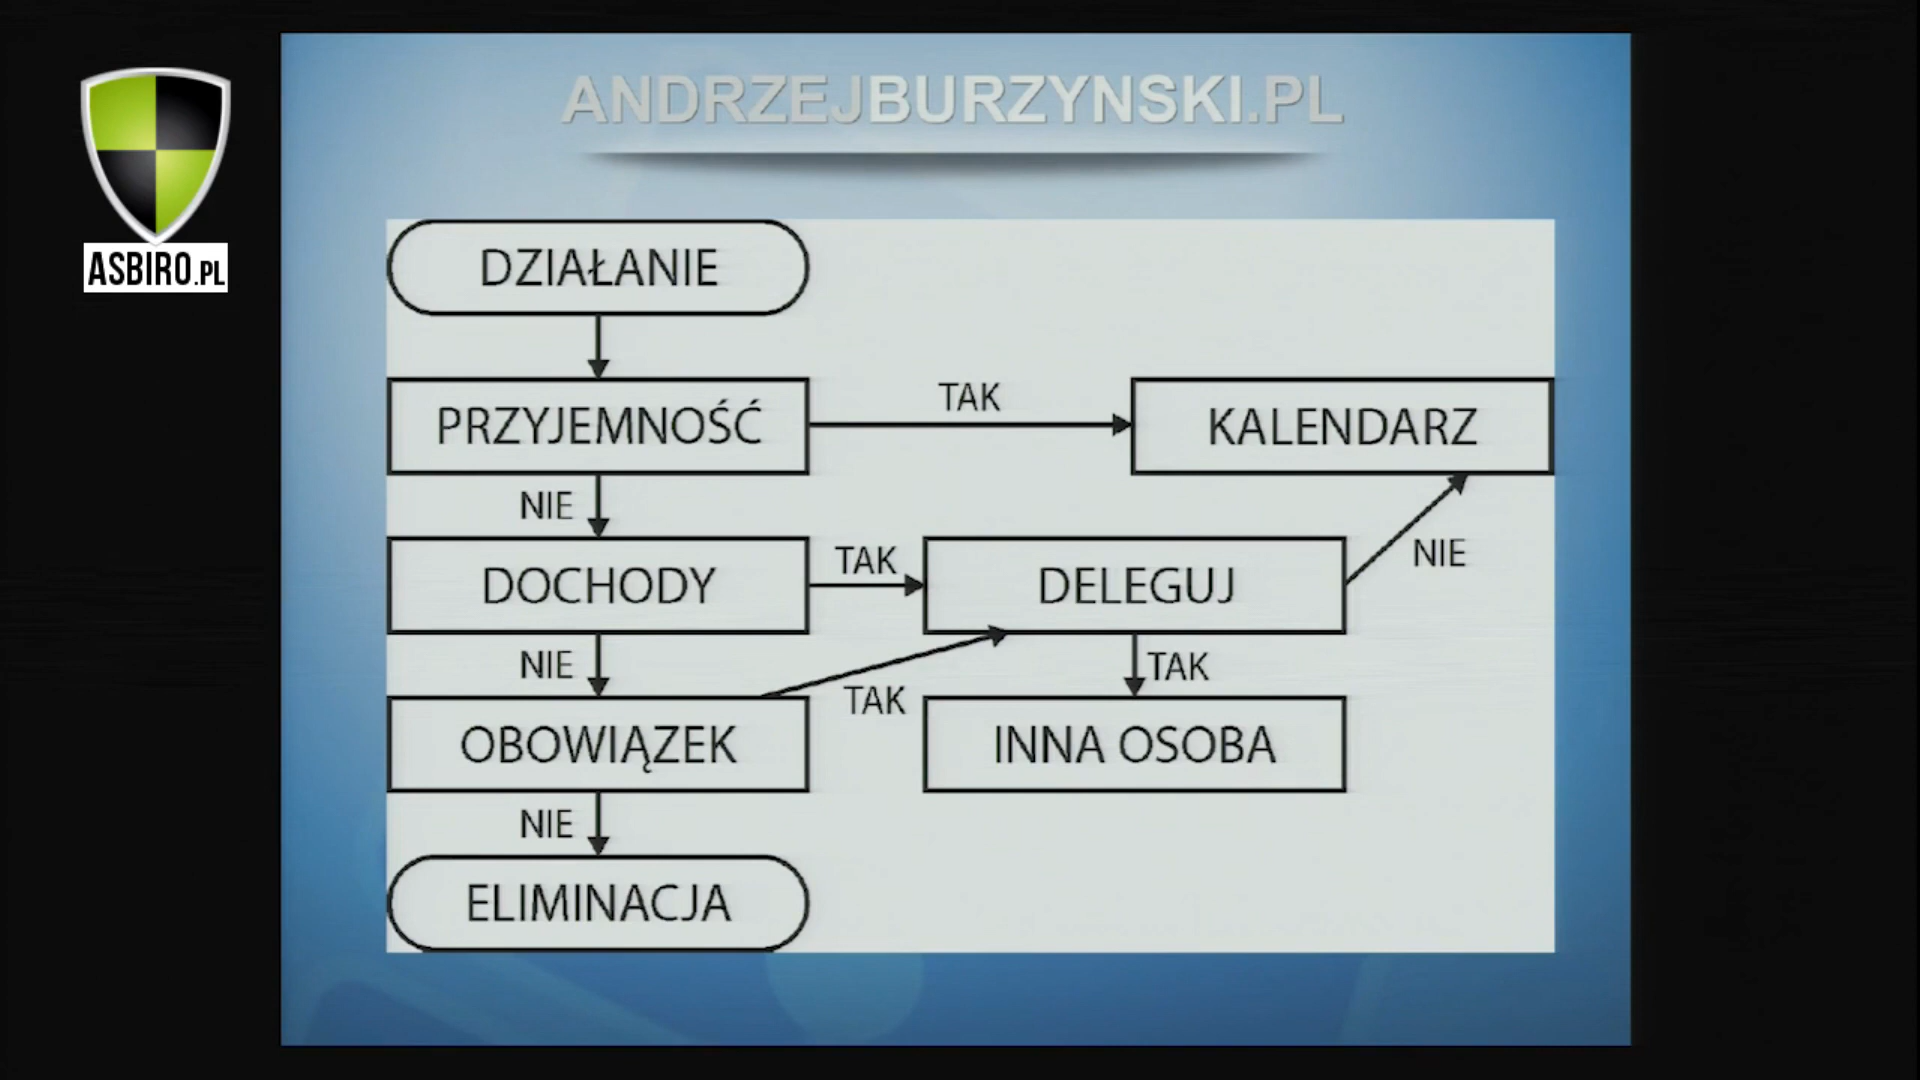 ANDRZEJBURZYNSKI.PL
ASBIRO.PL
DZIAŁANIE
PRZYJEMNOŚĆ
TAK
KALENDARZ
NIE
DOCHODY
TAK
DELEGUJ
NIE
NIE
TAK
TAK
OBOWIĄZEK
INNA OSOBA
NIE
ELIMINACJA